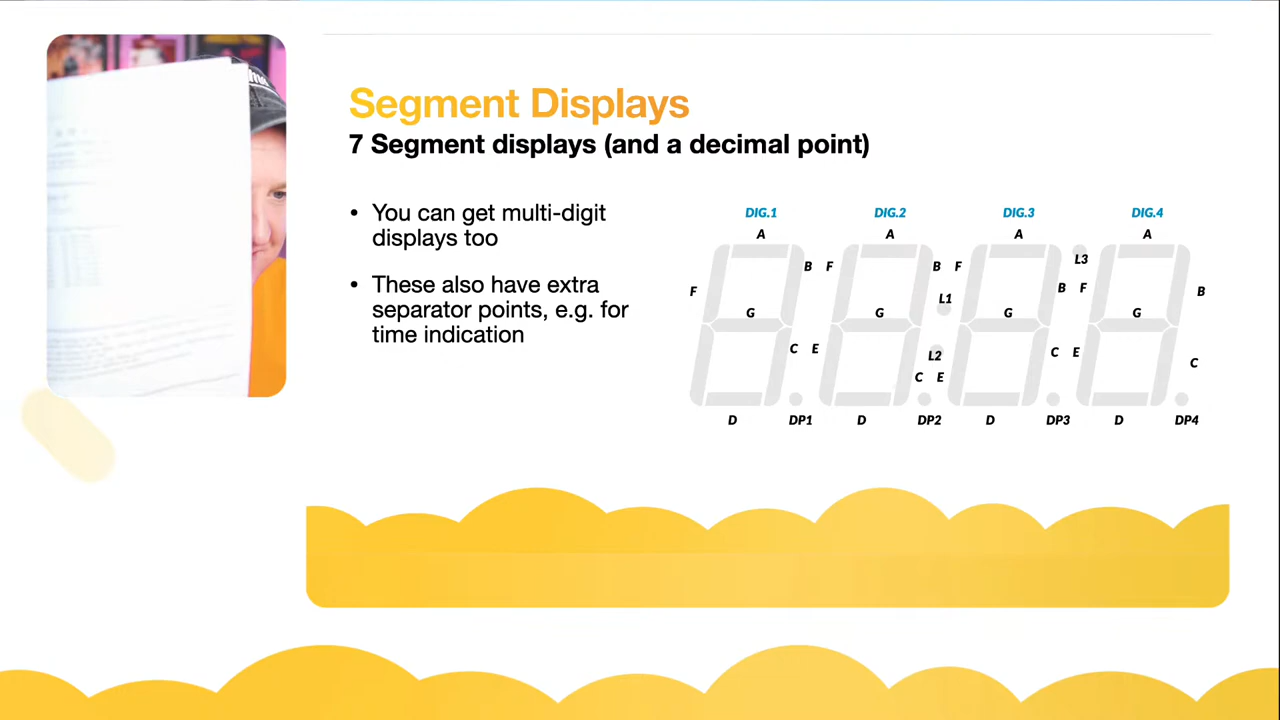 Segment Displays
7 Segment displays (and a decimal point)
• You can get multi-digit
displays too
• These also have extra
separator points, e.g. for
time indication
DIG.1 DIG.2 DIG.3 DIG.4
A A A A
L3
B F B F
B F
F B
L1
G G G G
C E
C E
L2
C
C E
D DP1 D DP2 D DP3 D DP4